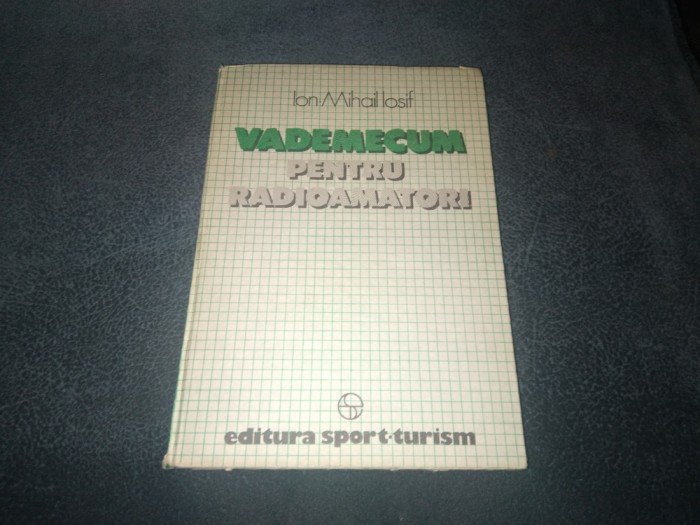 Ion·Mihail Iosif
VADEMECUM
PENTRU
RADIOAMATORI
editura sport·turism